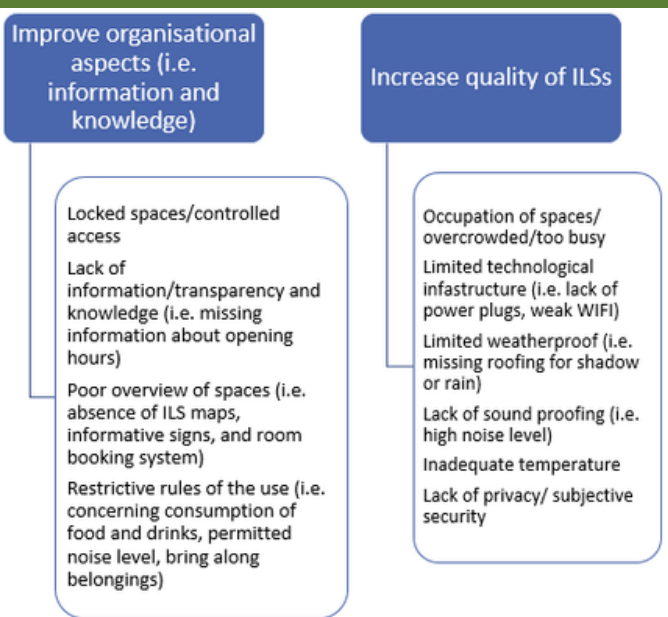 Improve organisational
aspects (i.e.
information and
knowledge)
Locked spaces/controlled
access
Lack of
information/transparency and
knowledge (i.e. missing
information about opening
hours)
Poor overview of spaces (i.e.
absence of ILS maps,
informative signs, and room
booking system)
Restrictive rules of the use (i.e.
concerning consumption of
food and drinks, permitted
noise level, bring along
belongings)
Increase quality of ILSs
Occupation of spaces/
overcrowded/too busy
Limited technological
infastructure (i.e. lack of
power plugs, weak WIFI)
Limited weatherproof (i.e.
missing roofing for shadow
or rain)
Lack of sound proofing (i.e.
high noise level)
Inadequate temperature
Lack of privacy/ subjective
security